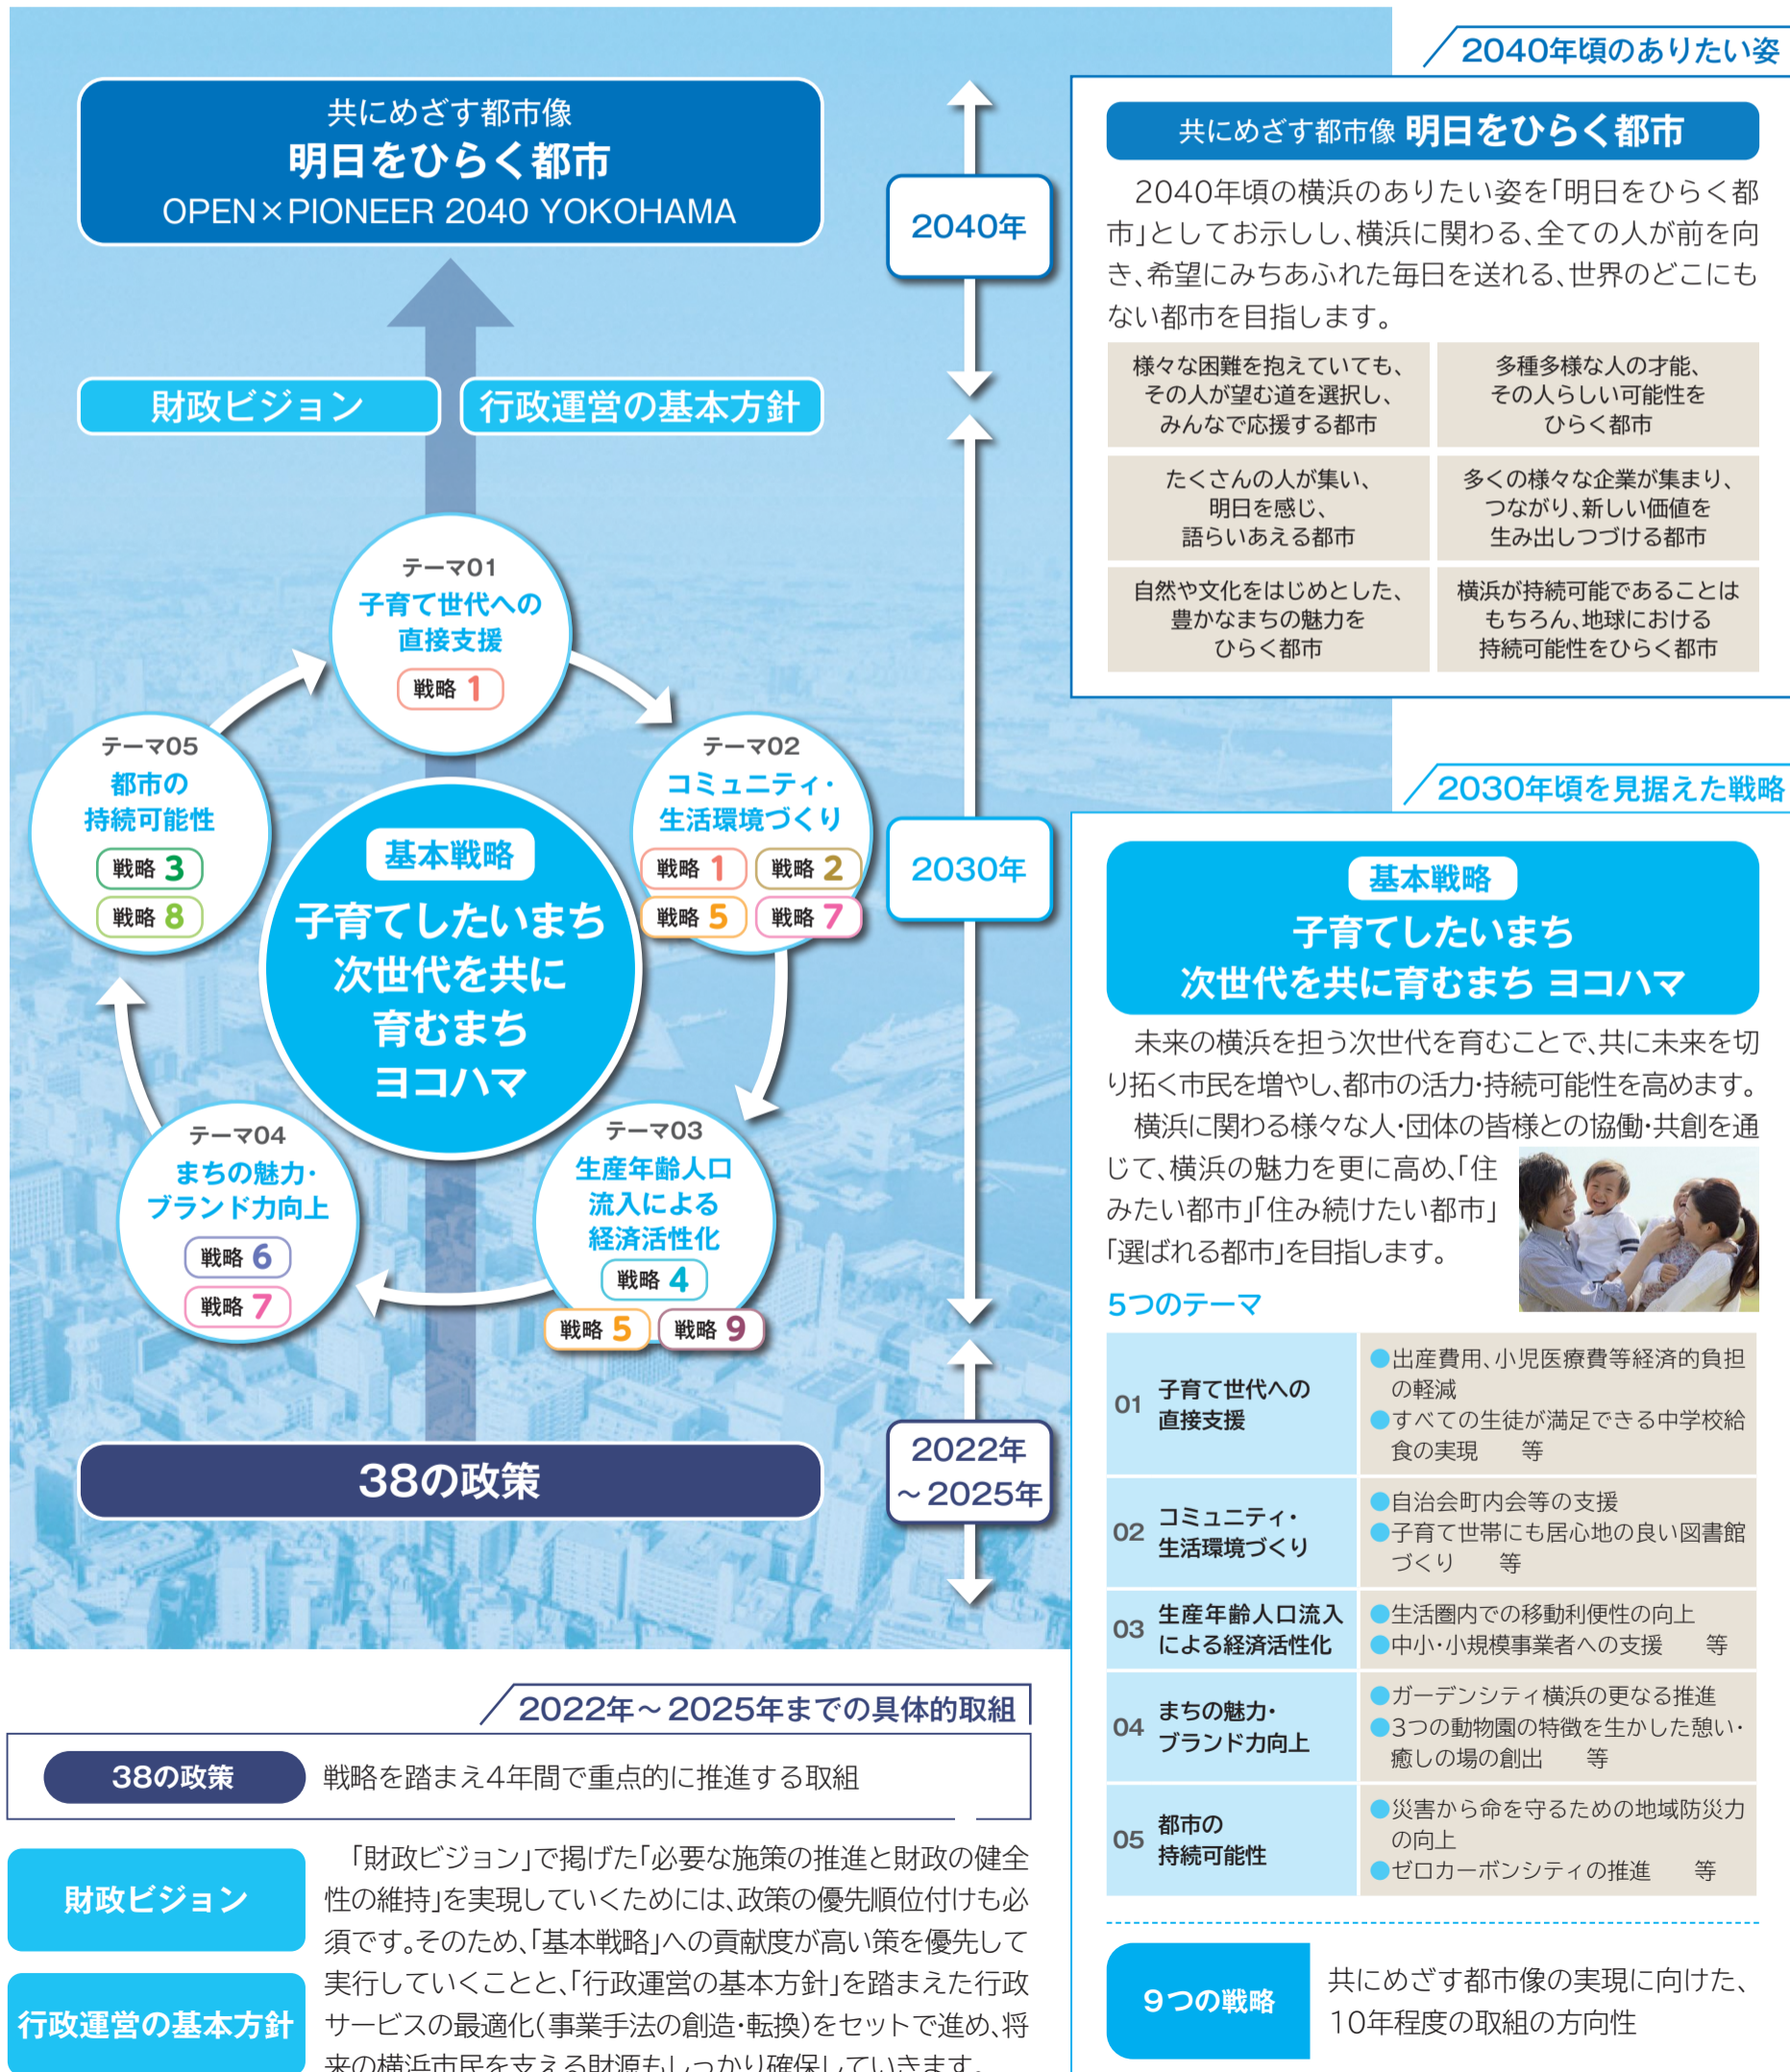 共にめざす都市像
明日をひらく都市
OPEN×PIONEER 2040 YOKOHAMA
財政ビジョン
行政運営の基本方針
テーマ01
子育て世代への
直接支援
戦略 1
テーマ02
コミュニティ・
生活環境づくり
戦略 1 戦略 2
戦略 5 戦略 7
テーマ03
生産年齢人口
流入による
経済活性化
戦略 4
戦略 5 戦略 9
テーマ04
まちの魅力・
ブランド力向上
戦略 6
戦略 7
テーマ05
都市の
持続可能性
戦略 3
戦略 8
基本戦略
子育てしたいまち
次世代を共に
育むまち
ヨコハマ
38の政策
2040年
2030年
2022年
～2025年
2040年頃のありたい姿
共にめざす都市像 明日をひらく都市
2040年頃の横浜のありたい姿を「明日をひらく都
市」としてお示しし、横浜に関わる、全ての人が前を向
き、希望にみちあふれた毎日を送れる、世界のどこにも
ない都市を目指します。
様々な困難を抱えていても、
その人が望む道を選択し、
みんなで応援する都市
多種多様な人の才能、
その人らしい可能性を
ひらく都市
たくさんの人が集い、
明日を感じ、
語らいあえる都市
多くの様々な企業が集まり、
つながり、新しい価値を
生み出しつづける都市
自然や文化をはじめとした、
豊かなまちの魅力を
ひらく都市
横浜が持続可能であることは
もちろん、地球における
持続可能性をひらく都市
2030年頃を見据えた戦略
基本戦略
子育てしたいまち
次世代を共に育むまち ヨコハマ
未来の横浜を担う次世代を育むことで、共に未来を切
り拓く市民を増やし、都市の活力・持続可能性を高めます。
横浜に関わる様々な人・団体の皆様との協働・共創を通
じて、横浜の魅力を更に高め、「住
みたい都市」「住み続けたい都市」
「選ばれる都市」を目指します。
5つのテーマ
01
子育て世代への
直接支援
●出産費用、小児医療費等経済的負担
の軽減
●すべての生徒が満足できる中学校給
食の実現 等
02
コミュニティ・
生活環境づくり
●自治会町内会等の支援
●子育て世帯にも居心地の良い図書館
づくり 等
03
生産年齢人口流入
による経済活性化
●生活圏内での移動利便性の向上
●中小・小規模事業者への支援 等
04
まちの魅力・
ブランド力向上
●ガーデンシティ横浜の更なる推進
●3つの動物園の特徴を生かした憩い・
癒しの場の創出 等
05
都市の
持続可能性
●災害から命を守るための地域防災力
の向上
●ゼロカーボンシティの推進 等
9つの戦略
共にめざす都市像の実現に向けた、
10年程度の取組の方向性
2022年～2025年までの具体的取組
38の政策
戦略を踏まえ4年間で重点的に推進する取組
財政ビジョン
行政運営の基本方針
「財政ビジョン」で掲げた「必要な施策の推進と財政の健全
性の維持」を実現していくためには、政策の優先順位付けも必
須です。そのため、「基本戦略」への貢献度が高い策を優先して
実行していくことと、「行政運営の基本方針」を踏まえた行政
サービスの最適化（事業手法の創造・転換）をセットで進め、将
来の横浜市民を支える財源もしっかり確保していきます。